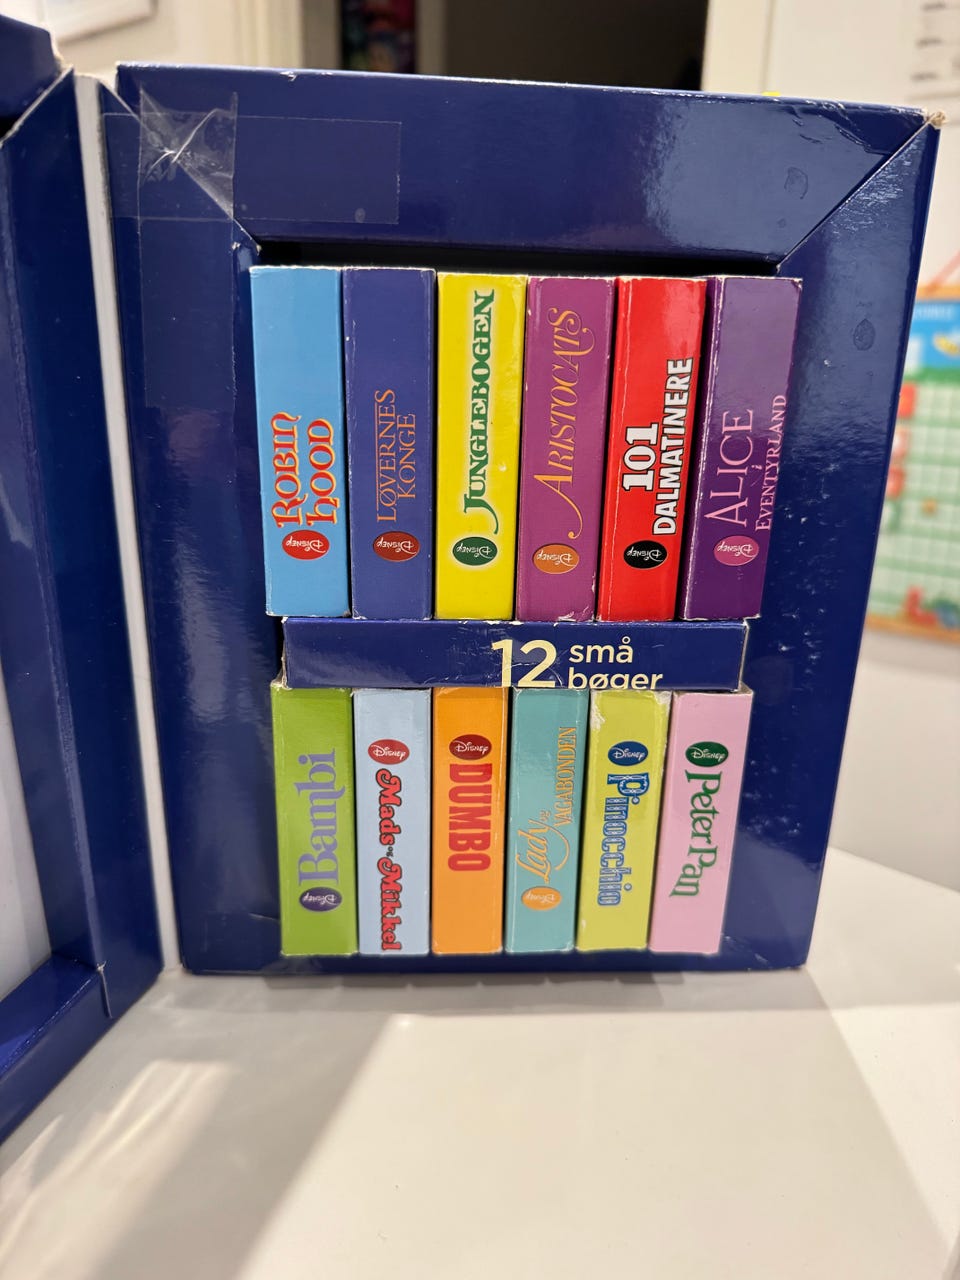 ROBIN
HOOD
Disney
LØVERNES
KONGE
Disney
JUNGLEBOGEN
Disney
ARISTOCATS
Disney
101
DALMATINERE
Disney
ALICE
i
EVENTYRLAND
Disney
12 små
bøger
Bambi
Disney
Disney
Mads og Mikkel
Disney
DUMBO
Lady og
VAGABONDEN
Disney
Disney
Pinocchio
Disney
Peter Pan